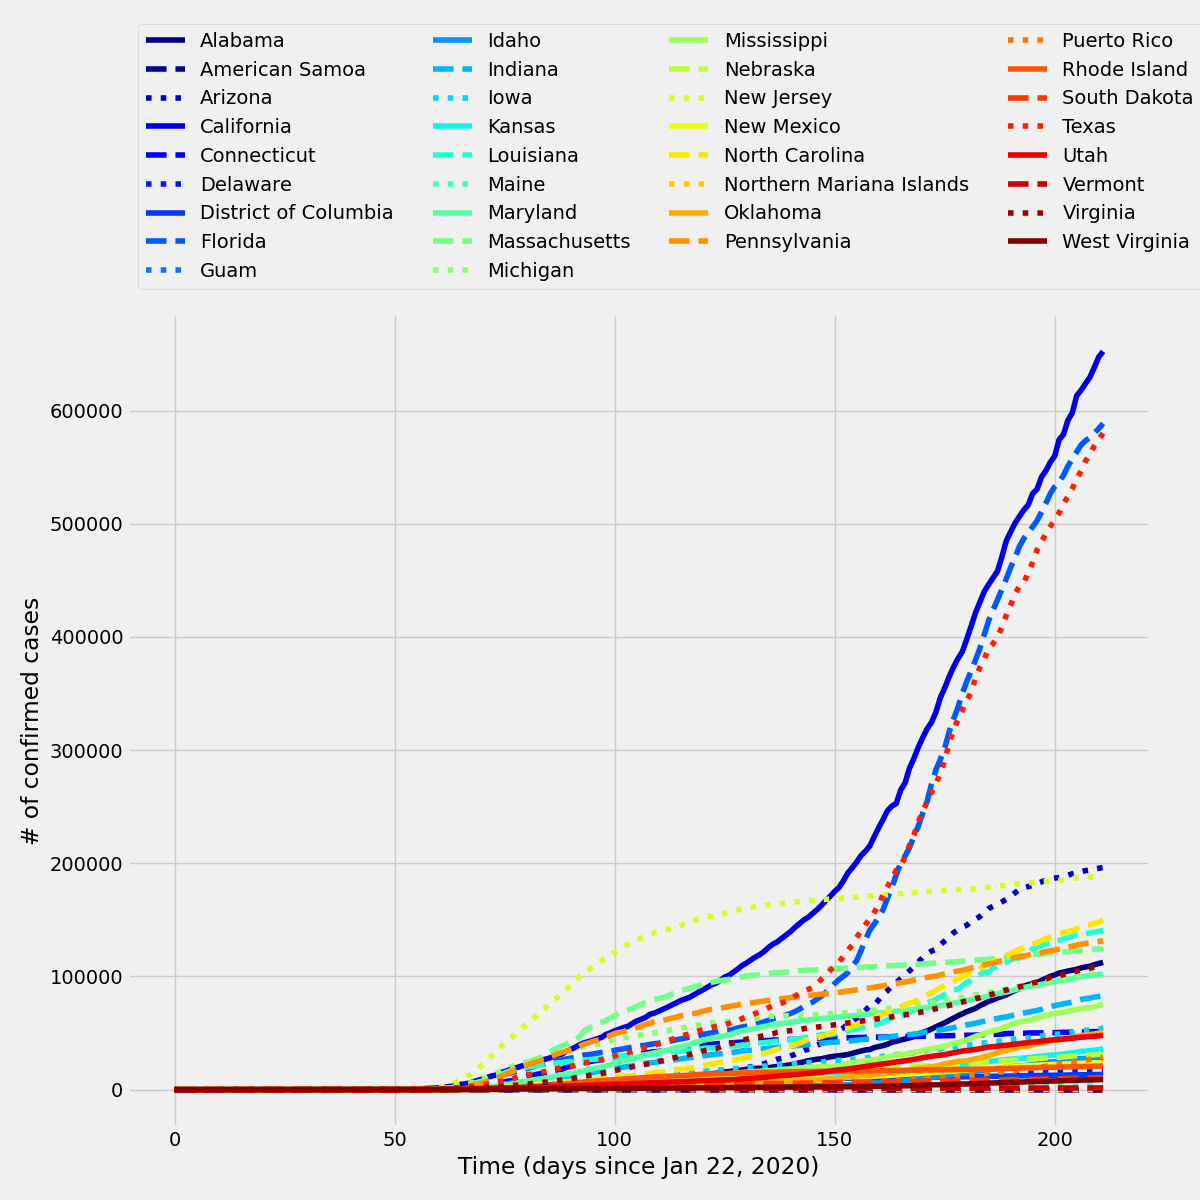 Alabama
American Samoa
Arizona
California
Connecticut
Delaware
District of Columbia
Florida
Guam
Idaho
Indiana
Iowa
Kansas
Louisiana
Maine
Maryland
Massachusetts
Michigan
Mississippi
Nebraska
New Jersey
New Mexico
North Carolina
Northern Mariana Islands
Oklahoma
Pennsylvania
Puerto Rico
Rhode Island
South Dakota
Texas
Utah
Vermont
Virginia
West Virginia
# of confirmed cases
600000
500000
400000
300000
200000
100000
0
0 50 100 150 200
Time (days since Jan 22, 2020)